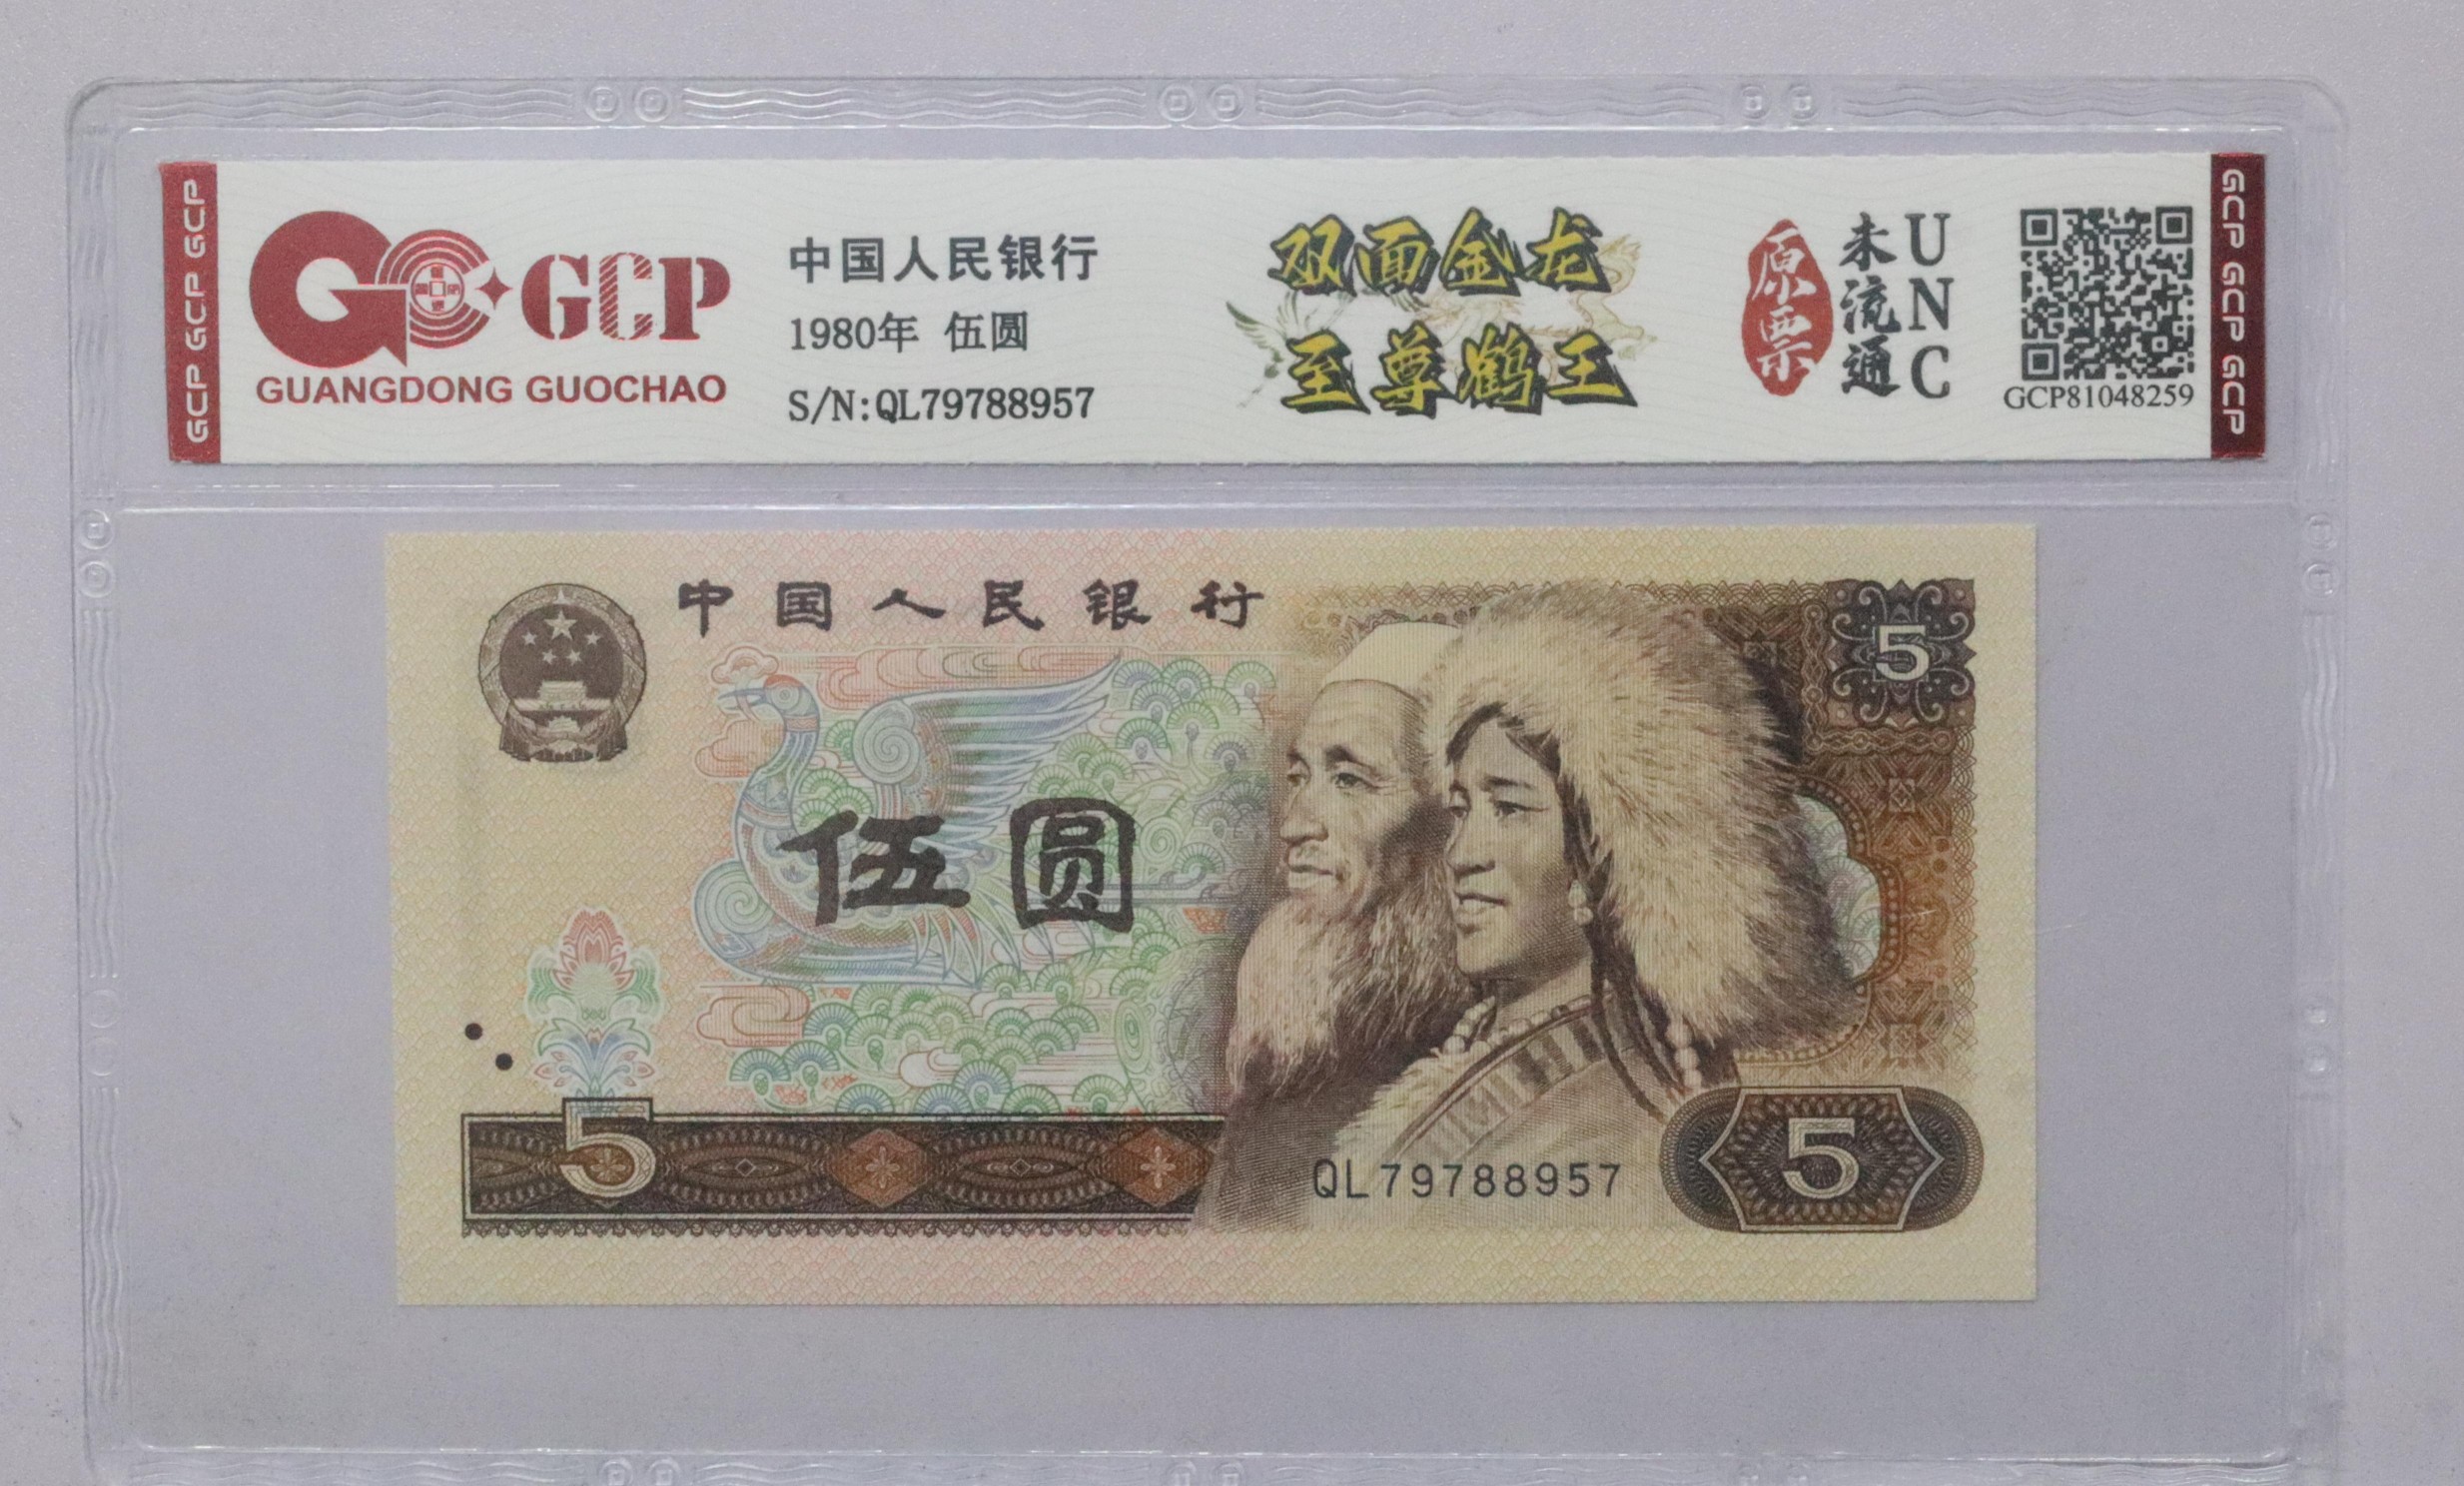 GCP GCP GCP
GCP
GUANGDONG GUOCHAO
中国人民银行
1980年 伍圆
S/N:QL79788957
双面金龙
至尊鹤王
原票
未流通
UNC
GCP81048259
GCP GCP GCP
中国人民银行
5
伍圆
5
QL79788957
5